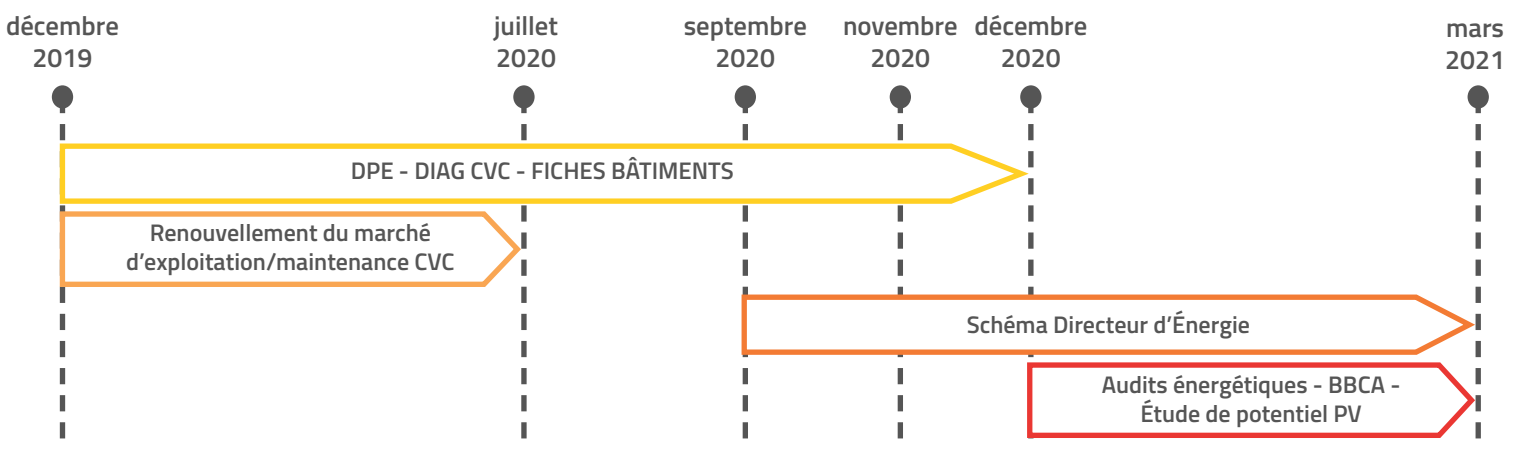 décembre
2019
juillet
2020
septembre
2020
novembre
2020
décembre
2020
mars
2021
DPE - DIAG CVC - FICHES BÂTIMENTS
Renouvellement du marché
d'exploitation/maintenance CVC
Schéma Directeur d'Énergie
Audits énergétiques - BBCA -
Étude de potentiel PV